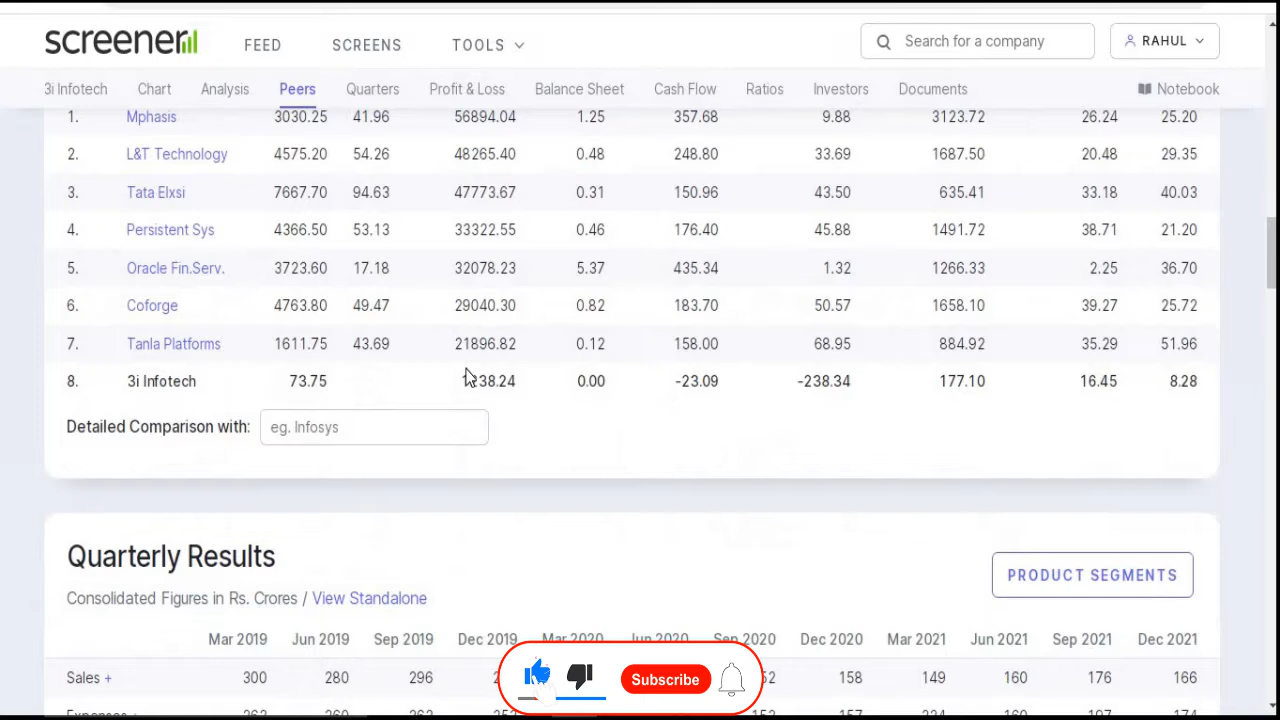 screener FEED SCREENS TOOLS Search for a company RAHUL
3i Infotech Chart Analysis Peers Quarters Profit & Loss Balance Sheet Cash Flow Ratios Investors Documents Notebook
1. Mphasis 3030.25 41.96 56894.04 1.25 357.68 9.88 3123.72 26.24 25.20
2. L&T Technology 4575.20 54.26 48265.40 0.48 248.80 33.69 1687.50 20.48 29.35
3. Tata Elxsi 7667.70 94.63 47773.67 0.31 150.96 43.50 635.41 33.18 40.03
4. Persistent Sys 4366.50 53.13 33322.55 0.46 176.40 45.88 1491.72 38.71 21.20
5. Oracle Fin.Serv. 3723.60 17.18 32078.23 5.37 435.34 1.32 1266.33 2.25 36.70
6. Coforge 4763.80 49.47 29040.30 0.82 183.70 50.57 1658.10 39.27 25.72
7. Tanla Platforms 1611.75 43.69 21896.82 0.12 158.00 68.95 884.92 35.29 51.96
8. 3i Infotech 73.75 0.00 -23.09 -238.34 177.10 16.45 8.28
Detailed Comparison with: eg. Infosys
Quarterly Results
PRODUCT SEGMENTS
Consolidated Figures in Rs. Crores / View Standalone
Mar 2019 Jun 2019 Sep 2019 Dec 2019 Mar 2020 Jun 2020 Sep 2020 Dec 2020 Mar 2021 Jun 2021 Sep 2021 Dec 2021
Sales + 300 280 296 158 149 160 176 166
Subscribe